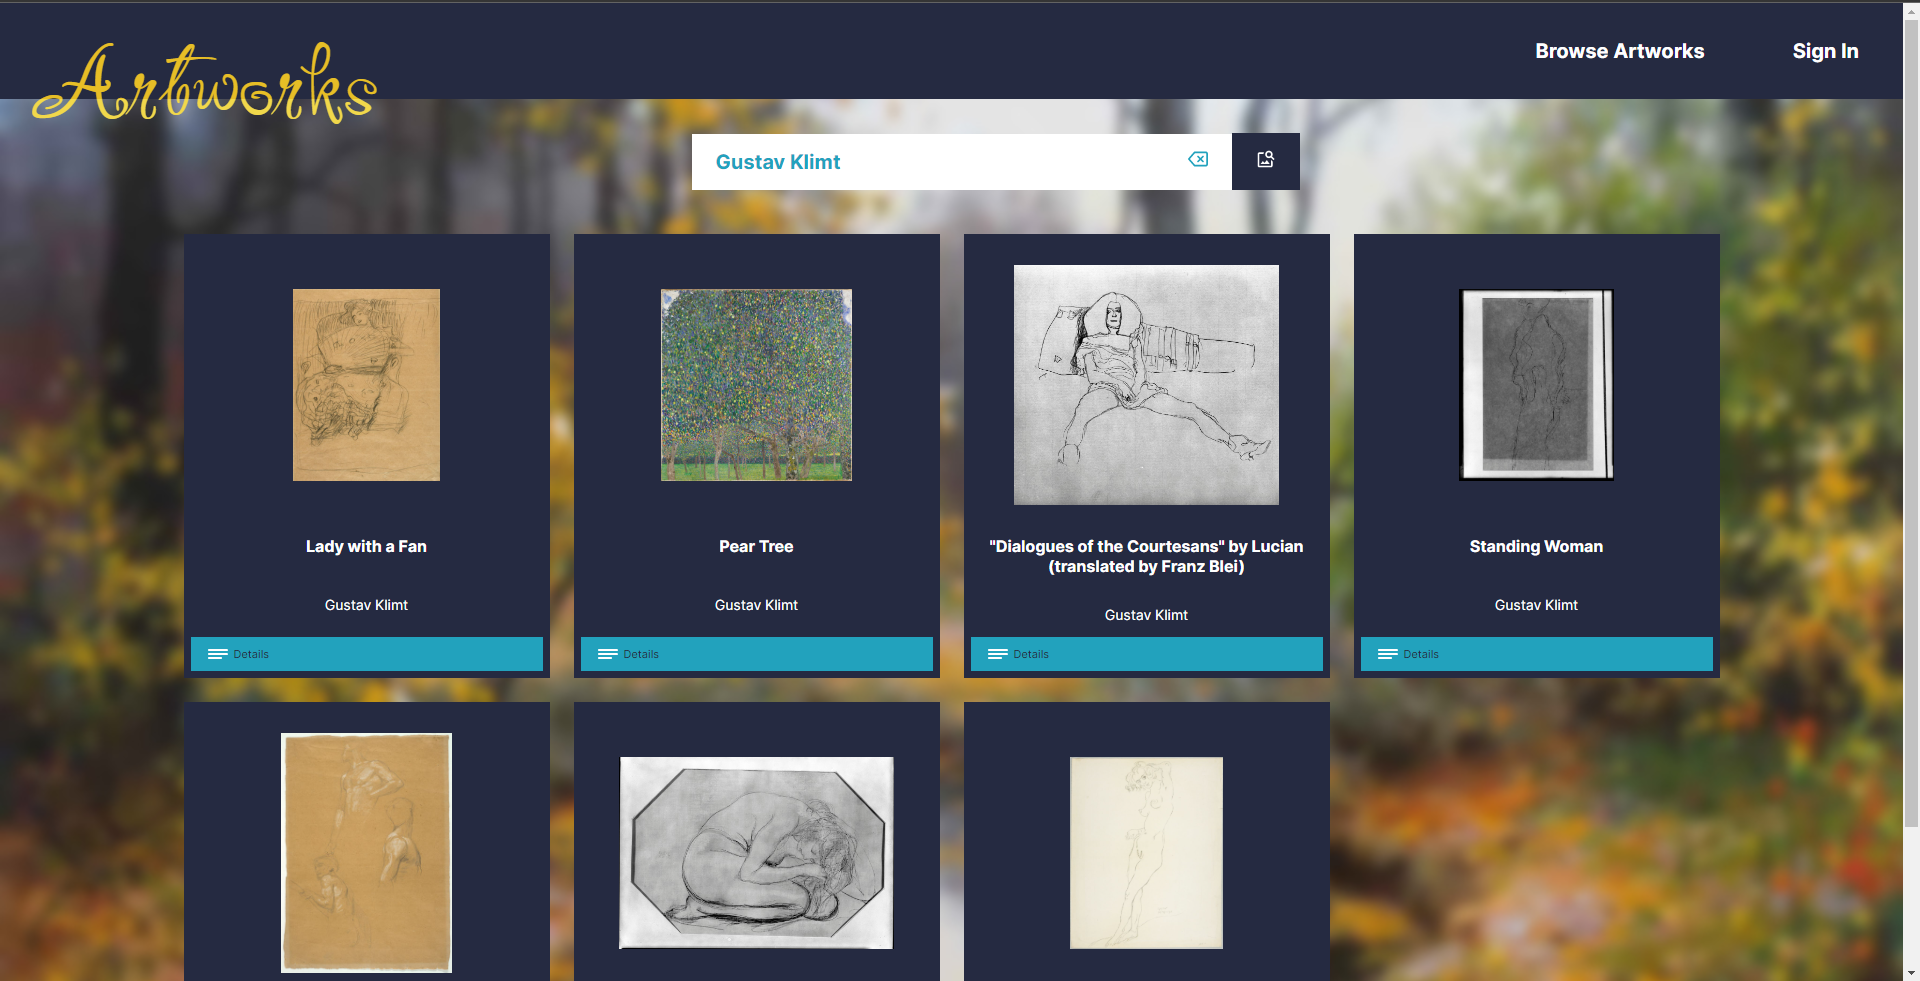 Artworks
Browse Artworks
Sign In
Gustav Klimt
Lady with a Fan
Gustav Klimt
Details
Pear Tree
Gustav Klimt
Details
"Dialogues of the Courtesans" by Lucian
(translated by Franz Blei)
Gustav Klimt
Details
Standing Woman
Gustav Klimt
Details